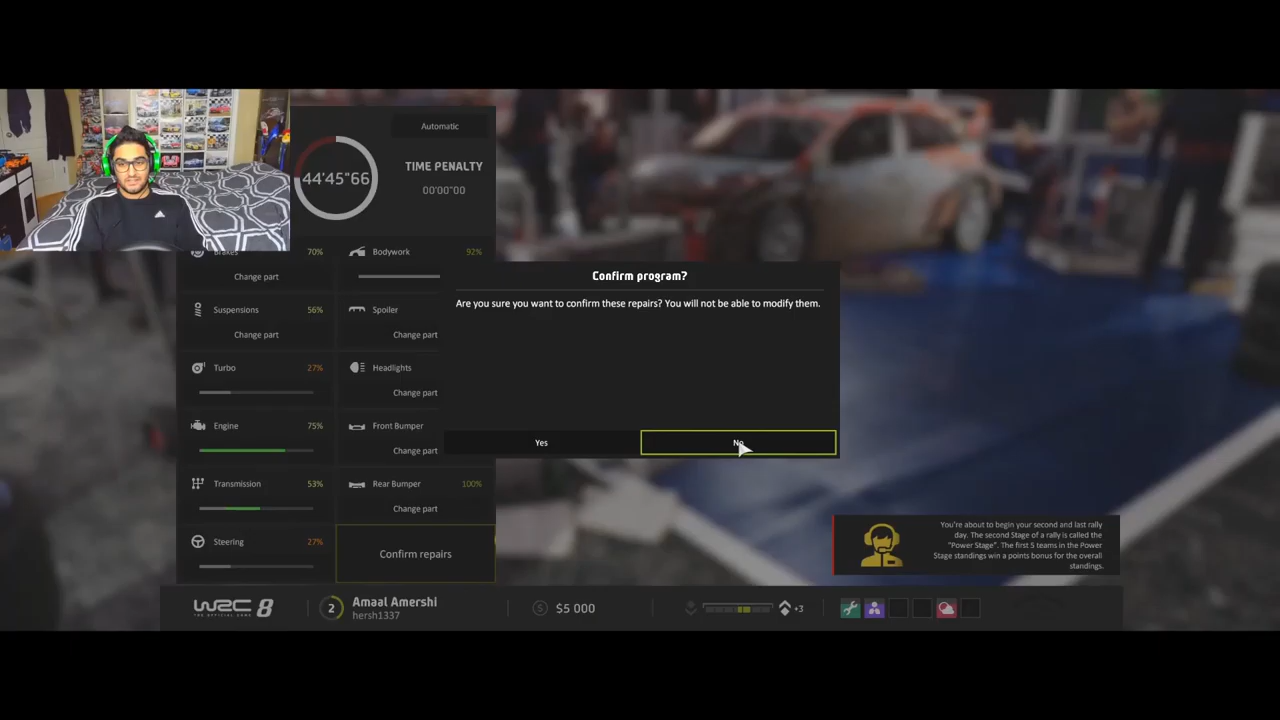 Automatic
44'45"66
TIME PENALTY
00'00"00
Brakes 70%
Change part
Suspensions 56%
Change part
Turbo 27%
Engine 75%
Transmission 53%
Steering 27%
Bodywork 92%
Spoiler
Change part
Headlights
Change part
Front Bumper
Change part
Rear Bumper 100%
Change part
Confirm repairs
Confirm program?
Are you sure you want to confirm these repairs? You will not be able to modify them.
Yes
No
You're about to begin your second and last rally
day. The second Stage of a rally is called the
"Power Stage". The first 5 teams in the Power
Stage standings win a points bonus for the overall
standings.
WRC 8
THE OFFICIAL GAME
2
Amaal Amershi
hersh1337
$ $5 000
+3